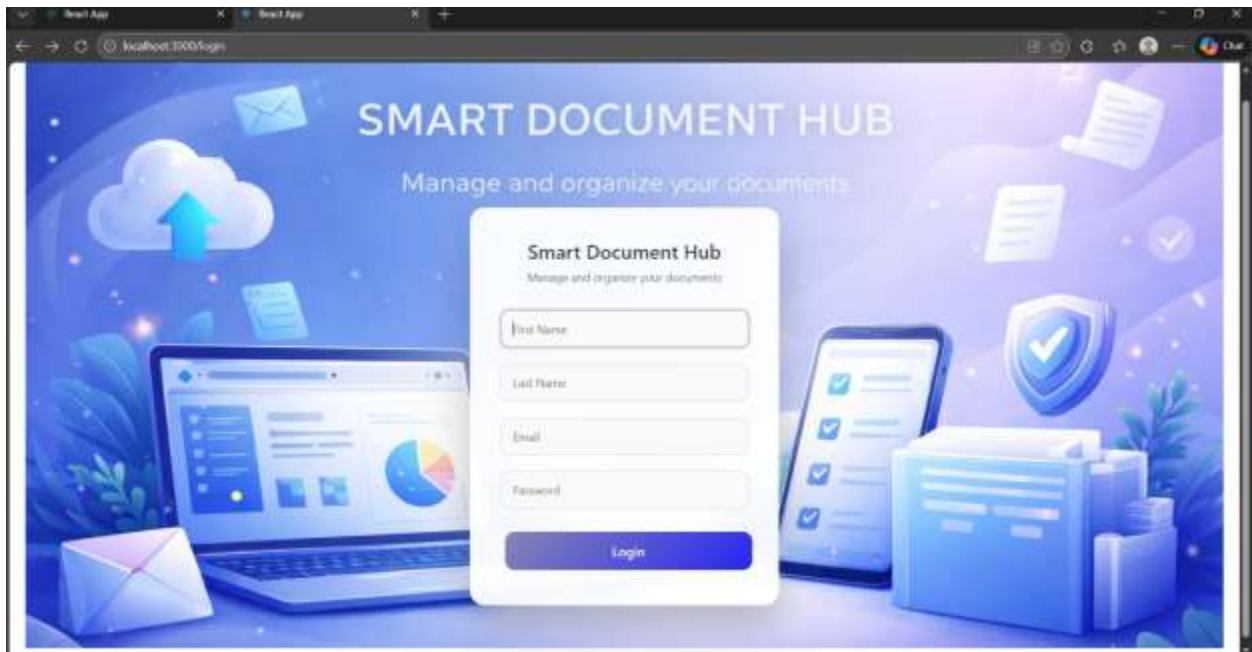 React App
React App
localhost:3000/login
Chat
SMART DOCUMENT HUB
Manage and organize your documents
Smart Document Hub
Manage and organize your documents
First Name
Last Name
Email
Password
Login